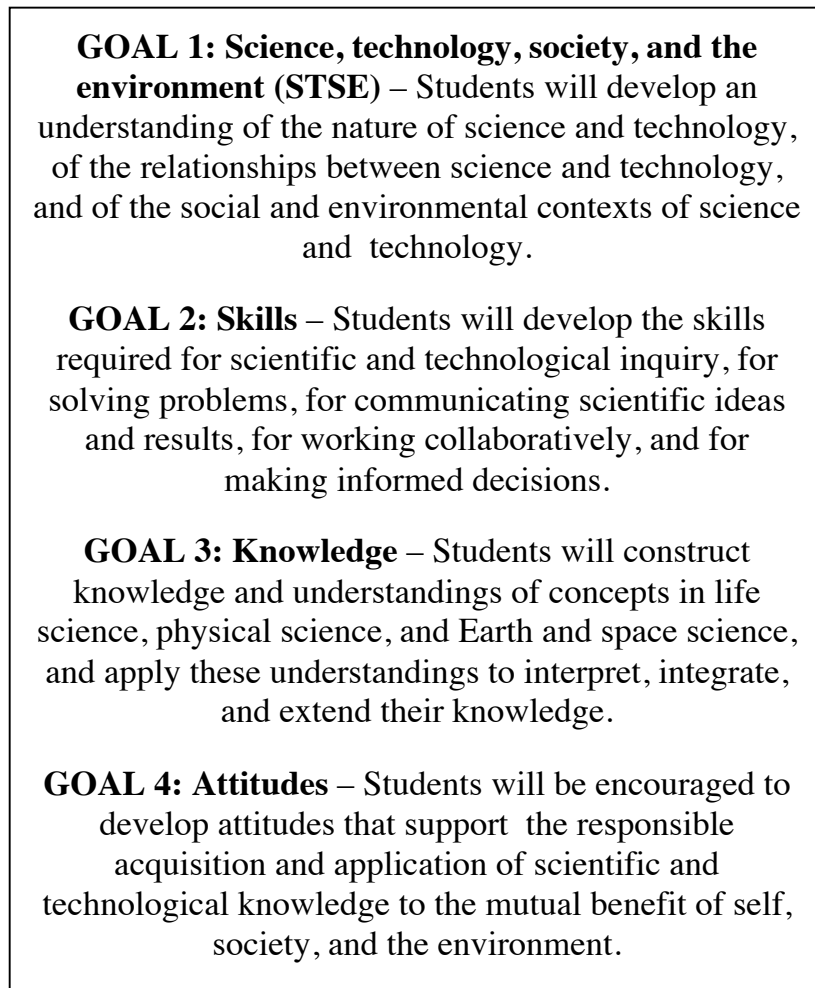 GOAL 1: Science, technology, society, and the
environment (STSE) – Students will develop an
understanding of the nature of science and technology,
of the relationships between science and technology,
and of the social and environmental contexts of science
and technology.
GOAL 2: Skills – Students will develop the skills
required for scientific and technological inquiry, for
solving problems, for communicating scientific ideas
and results, for working collaboratively, and for
making informed decisions.
GOAL 3: Knowledge – Students will construct
knowledge and understandings of concepts in life
science, physical science, and Earth and space science,
and apply these understandings to interpret, integrate,
and extend their knowledge.
GOAL 4: Attitudes – Students will be encouraged to
develop attitudes that support the responsible
acquisition and application of scientific and
technological knowledge to the mutual benefit of self,
society, and the environment.